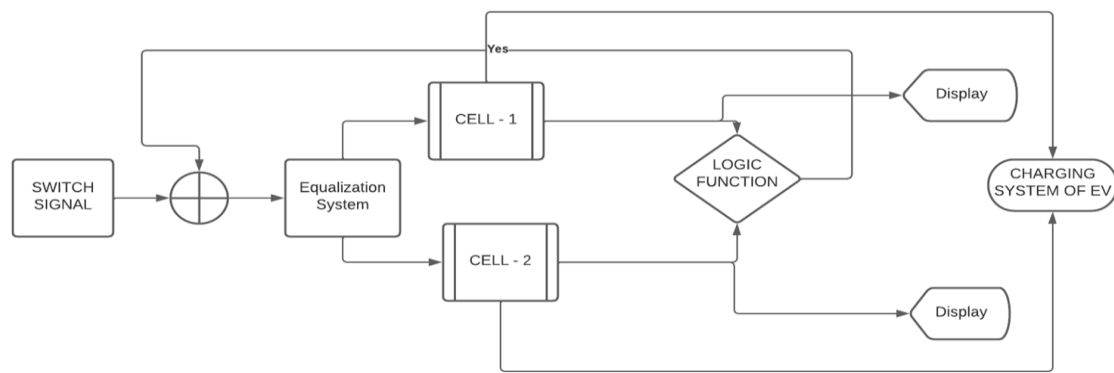 Yes
Display
CELL - 1
LOGIC
FUNCTION
CHARGING
SYSTEM OF EV
SWITCH
SIGNAL
Equalization
System
CELL - 2
Display